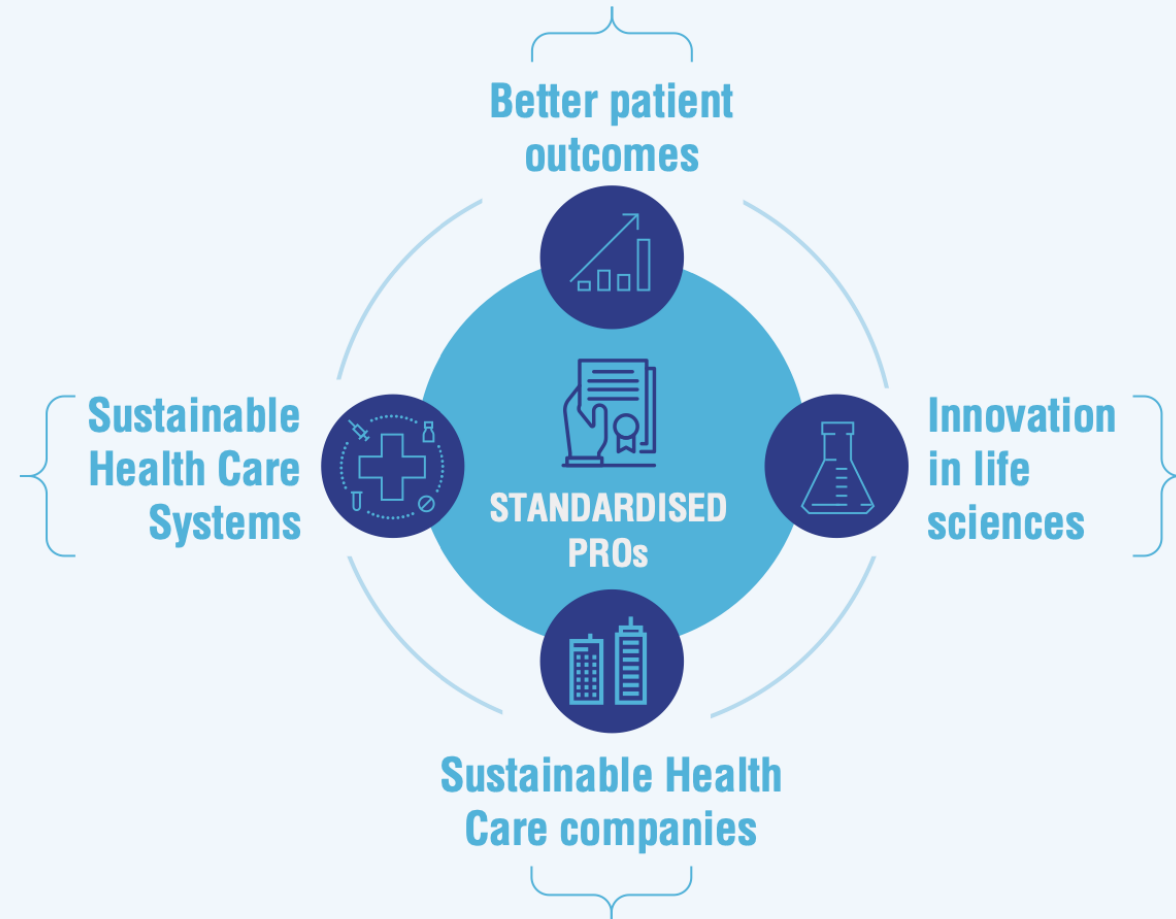 Better patient
outcomes
Sustainable
Health Care
Systems
STANDARDISED
PROs
Innovation
in life
sciences
Sustainable Health
Care companies